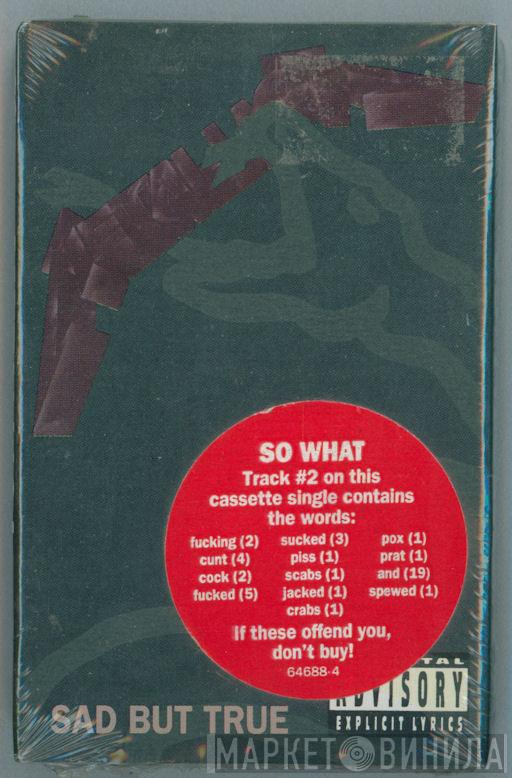 SO WHAT
Track #2 on this
cassette single contains
the words:
fucking (2) sucked (3) pox (1)
cunt (4) piss (1) prat (1)
cock (2) scabs (1) and (19)
fucked (5) jacked (1) spewed (1)
crabs (1)
If these offend you,
don't buy!
64688-4
TAL
ADVISORY
EXPLICIT LYRICS
SAD BUT TRUE
МАРКЕТ ВИНИЛА